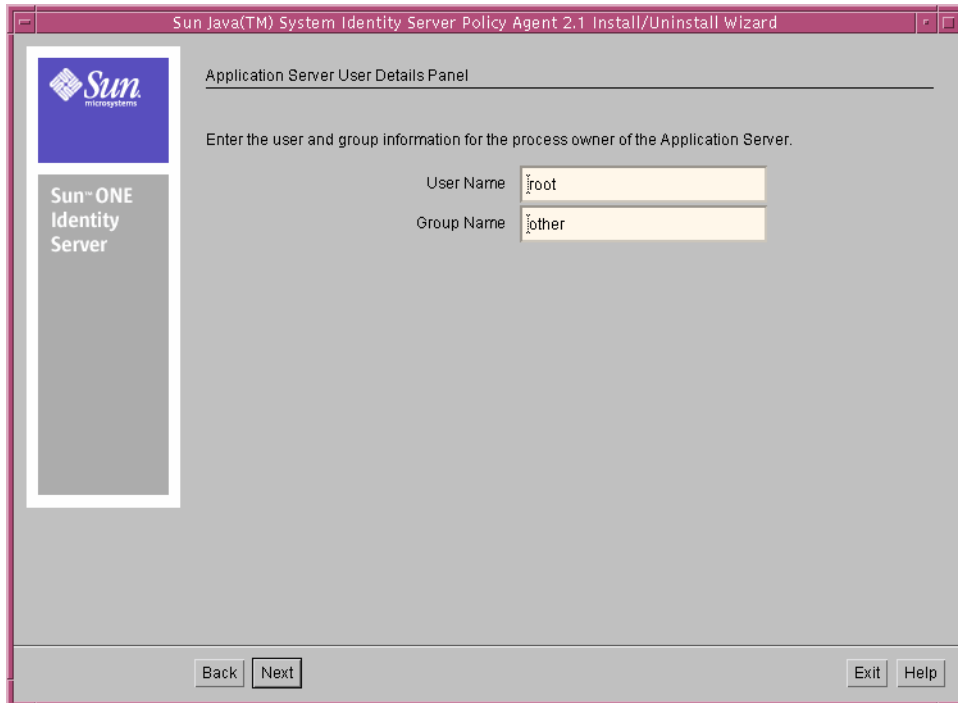 Sun Java(TM) System Identity Server Policy Agent 2.1 Install/Uninstall Wizard
Sun
microsystems
Sun™ ONE
Identity
Server
Application Server User Details Panel
Enter the user and group information for the process owner of the Application Server.
User Name root
Group Name other
Back Next Exit Help